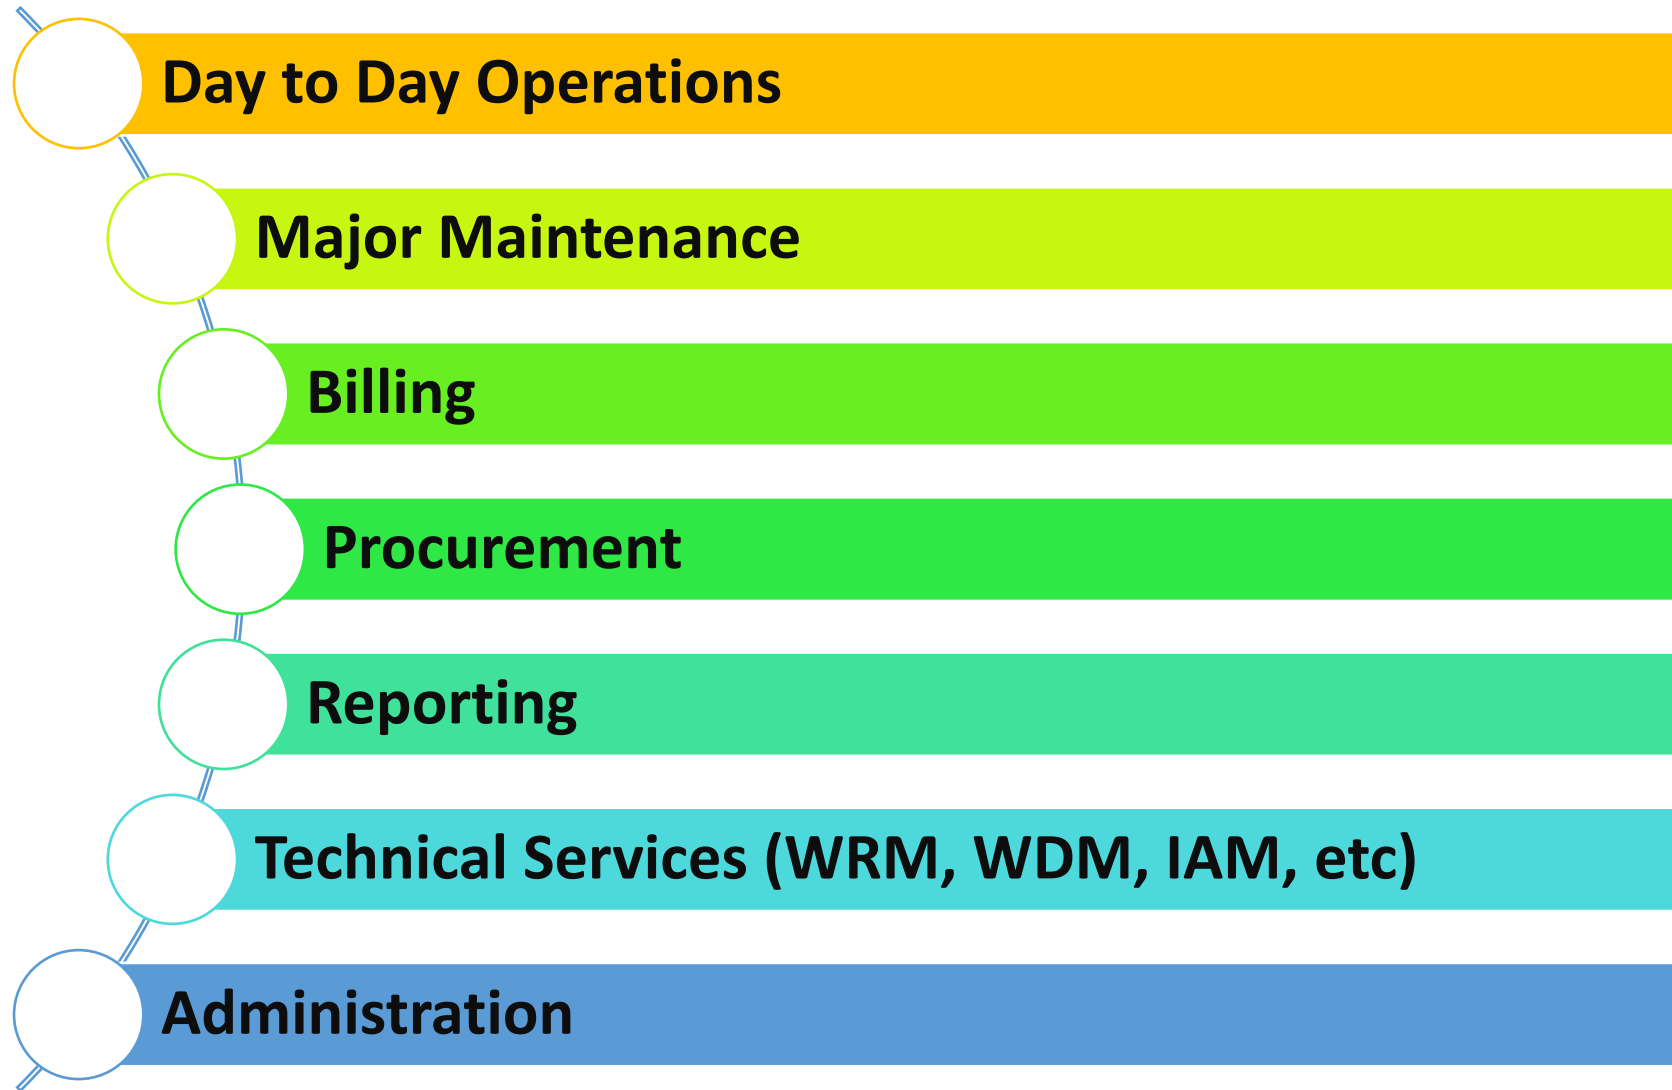 Day to Day Operations
Major Maintenance
Billing
Procurement
Reporting
Technical Services (WRM, WDM, IAM, etc)
Administration